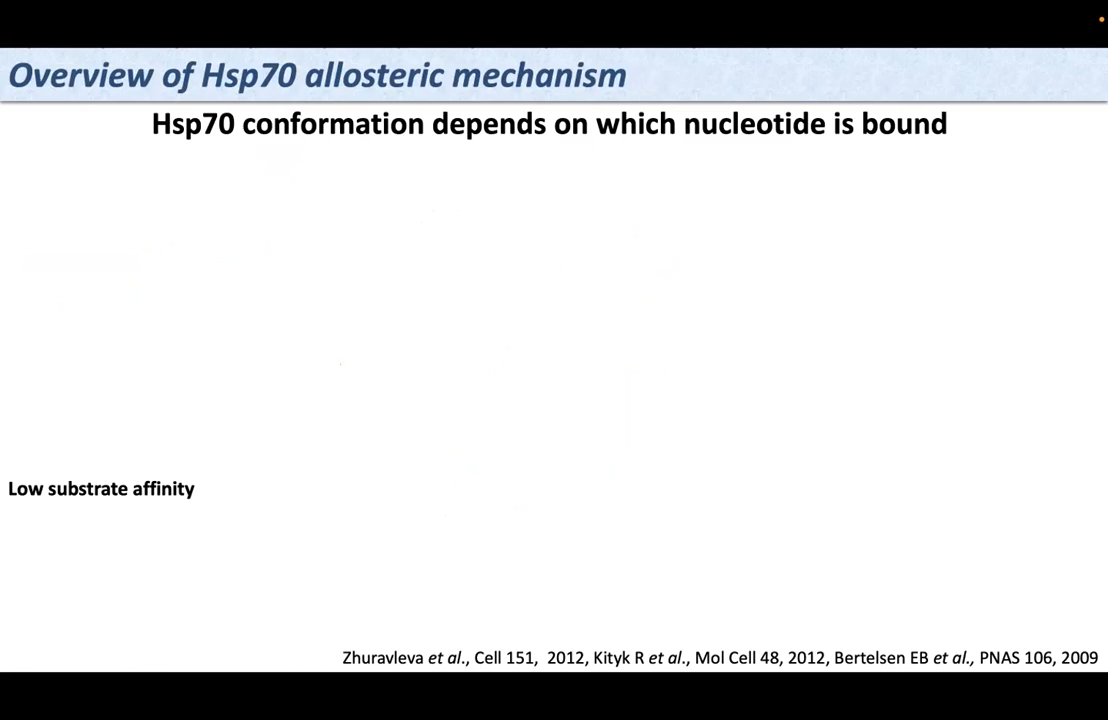 Overview of Hsp70 allosteric mechanism
Hsp70 conformation depends on which nucleotide is bound
Low substrate affinity
Zhuravleva et al., Cell 151, 2012, Kityk R et al., Mol Cell 48, 2012, Bertelsen EB et al., PNAS 106, 2009